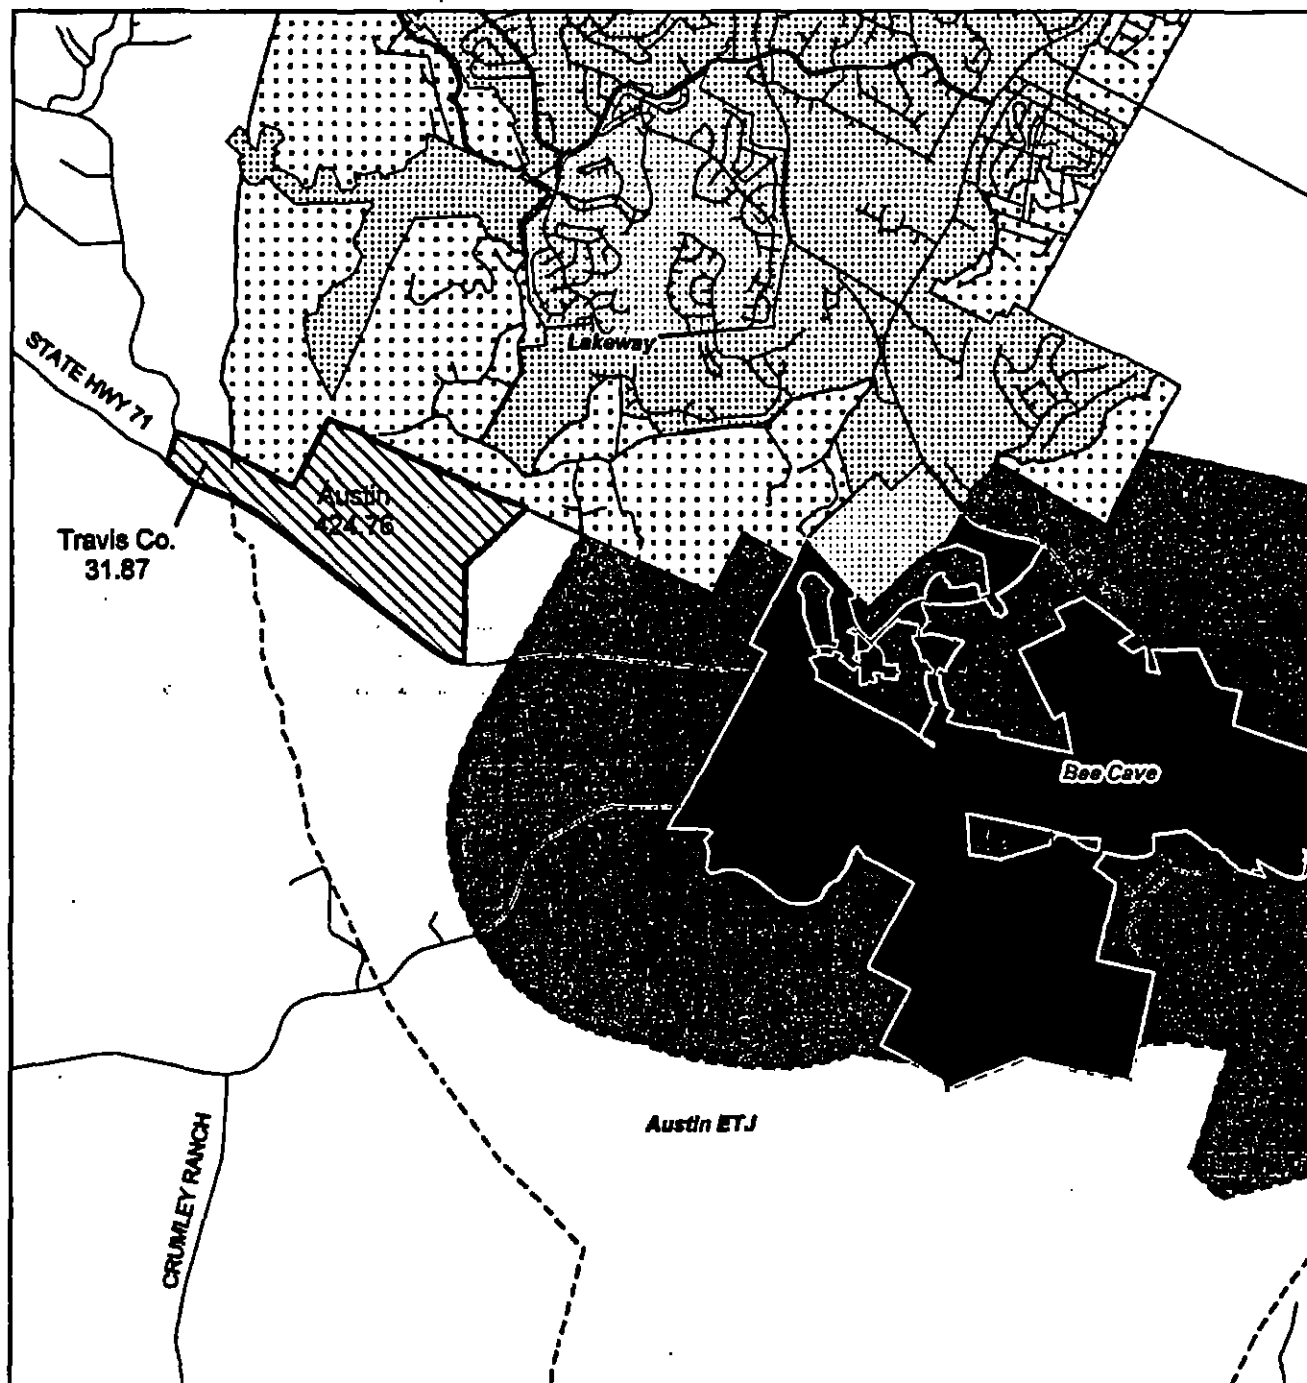 Lakeway
STATE HWY 71
Austin
424.76
Travis Co.
31.87
Bee Cave
Austin ETJ
CRUMLEY RANCH